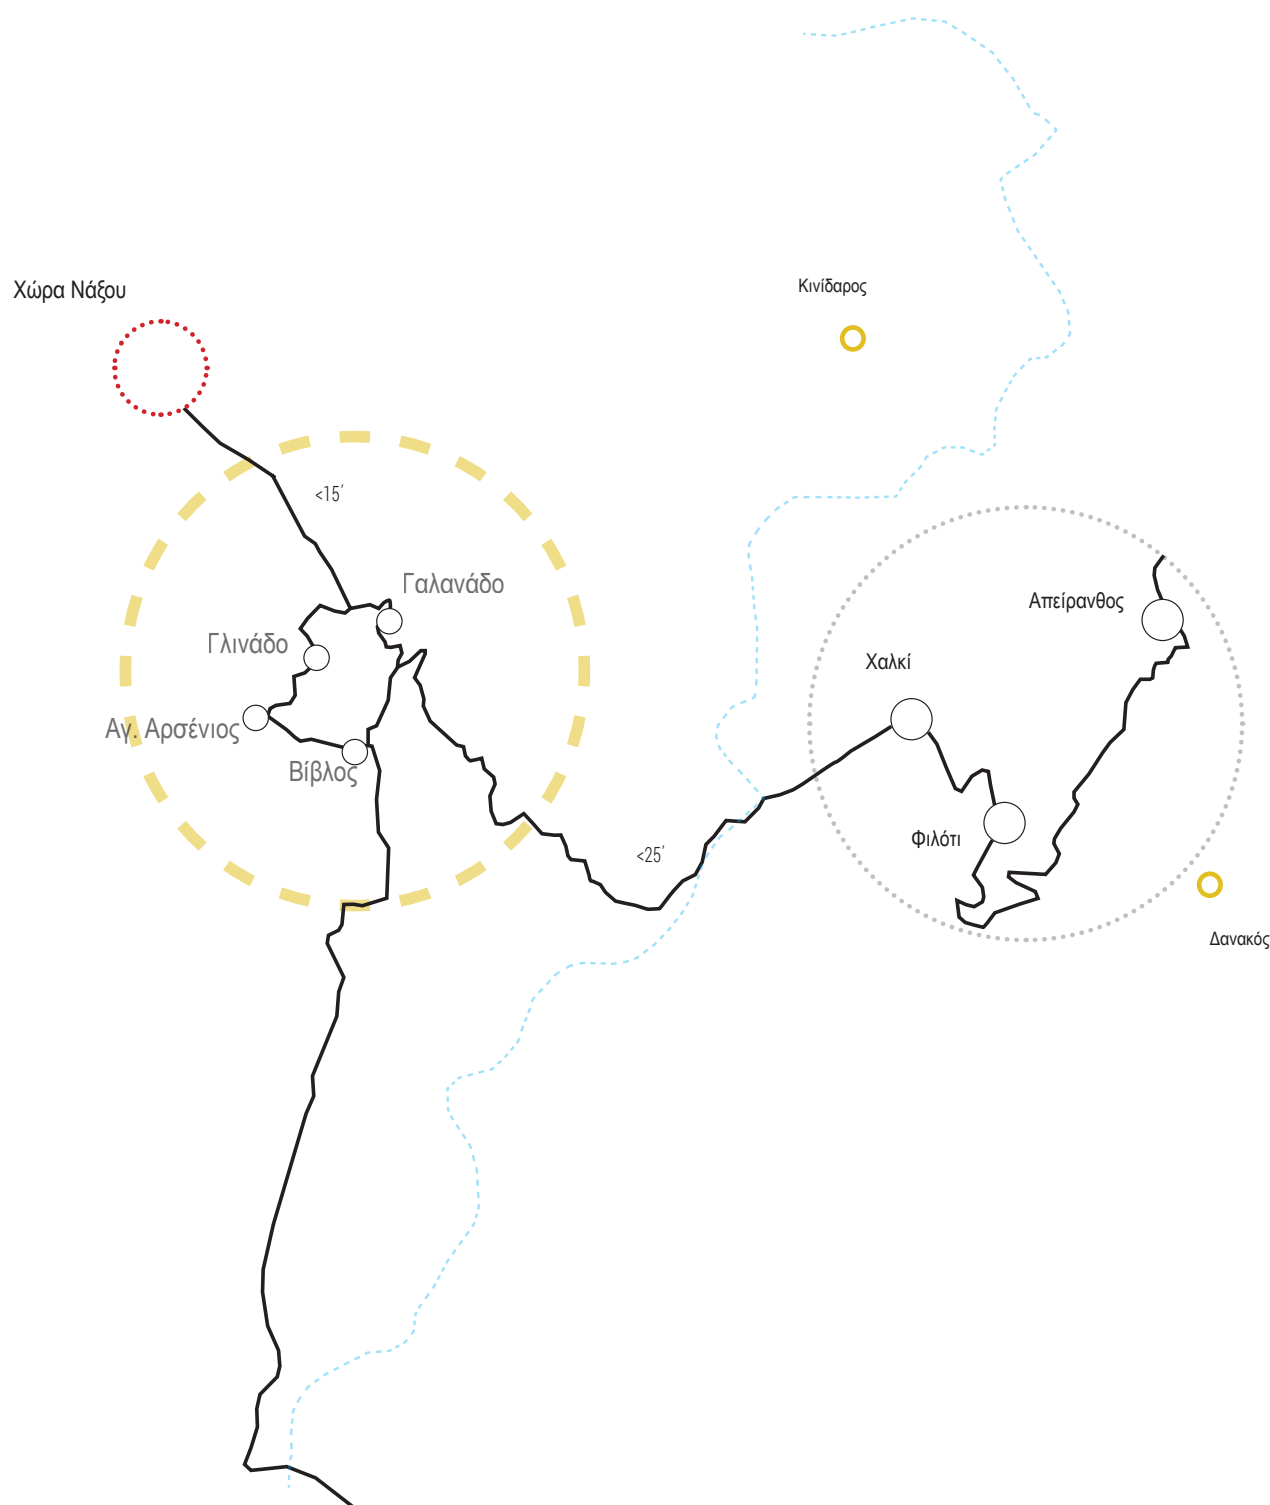 Κινίδαρος
Χώρα Νάξου
<15΄
Γαλανάδο
Απείρανθος
Γλινάδο
Χαλκί
Αγ. Αρσένιος
Βίβλος
Φιλότι
<25΄
Δανακός